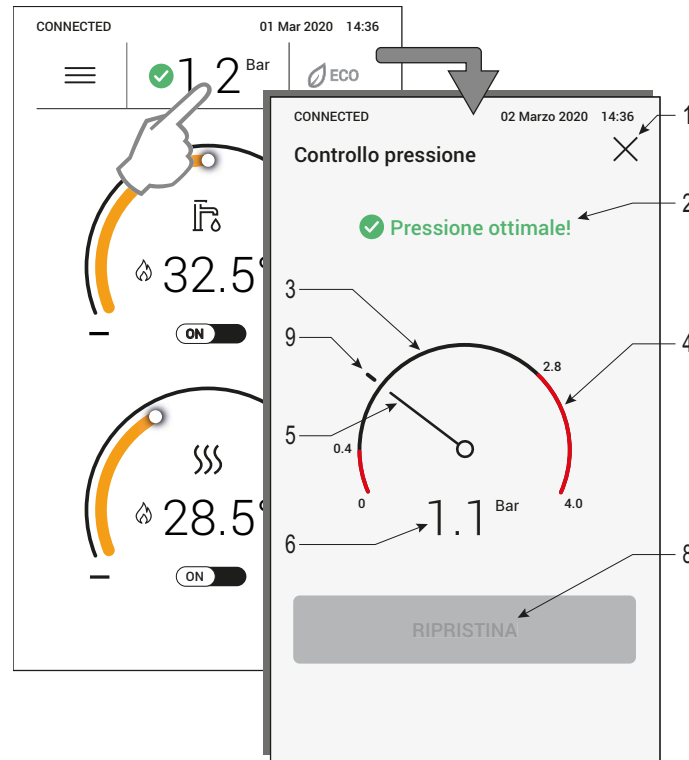 CONNECTED 01 Mar 2020 14:36
1.2 Bar
ECO
32.5°
ON
28.5°
ON
CONNECTED 02 Marzo 2020 14:36
Controllo pressione
1
Pressione ottimale!
2
3
9
2.8
4
5
0.4
0
4.0
1.1 Bar
6
8
RIPRISTINA